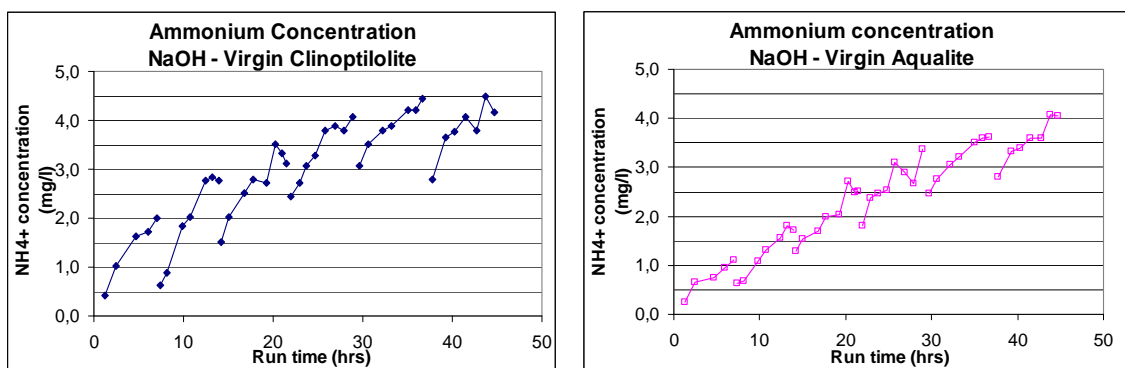 Ammonium Concentration
NaOH - Virgin Clinoptilolite
NH4+ concentration
(mg/l)
5,0
4,0
3,0
2,0
1,0
0,0
0 10 20 30 40 50
Run time (hrs)
Ammonium concentration
NaOH - Virgin Aqualite
NH4+ concentration
(mg/l)
5,0
4,0
3,0
2,0
1,0
0,0
0 10 20 30 40 50
Run time (hrs)